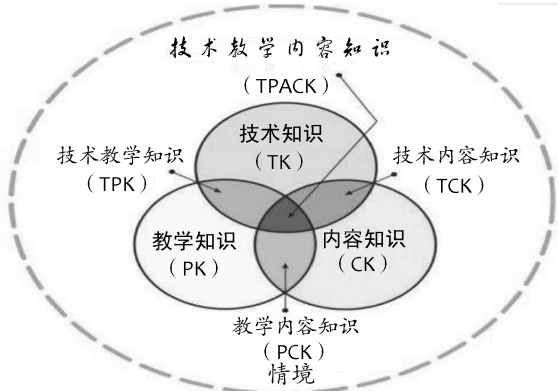 技术教学内容知识
（TPACK）
技术知识
（TK）
技术教学知识
（TPK）
技术内容知识
（TCK）
教学知识
（PK）
内容知识
（CK）
教学内容知识
（PCK）
情境